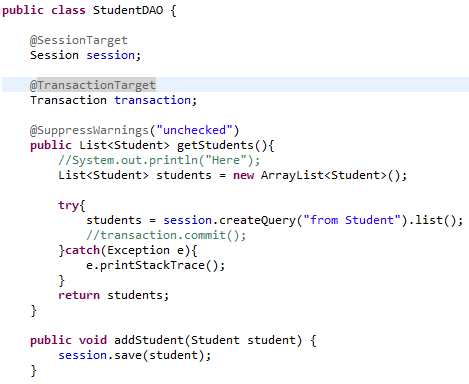 public class StudentDAO {
@SessionTarget
Session session;
@TransactionTarget
Transaction transaction;
@SuppressWarnings("unchecked")
public List<Student> getStudents(){
//System.out.println("Here");
List<Student> students = new ArrayList<Student>();
try{
students = session.createQuery("from Student").list();
//transaction.commit();
}catch(Exception e){
e.printStackTrace();
}
return students;
}
public void addStudent(Student student) {
session.save(student);
}